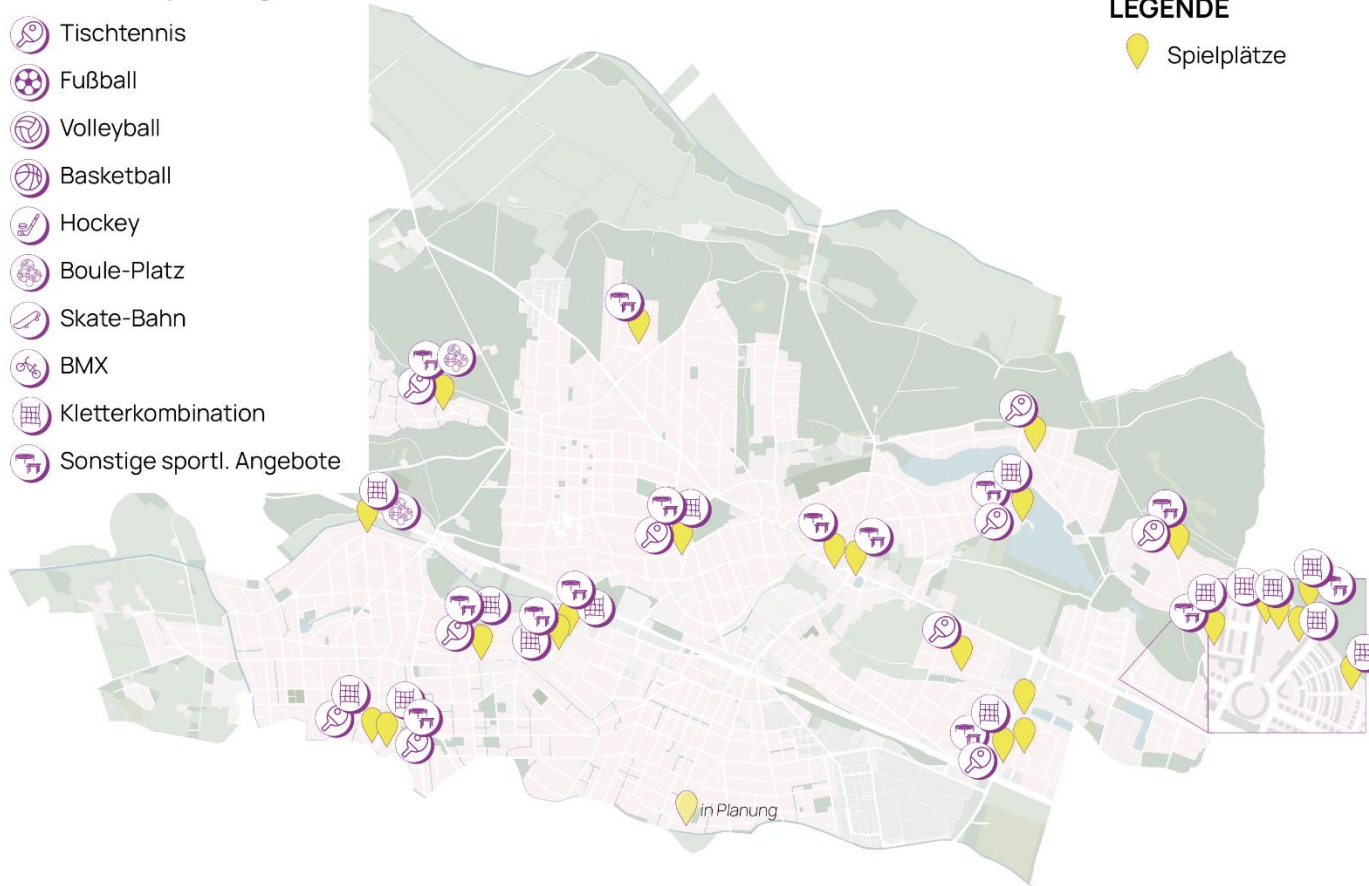 Tischtennis
Fußball
Volleyball
Basketball
Hockey
Boule-Platz
Skate-Bahn
BMX
Kletterkombination
Sonstige sportl. Angebote
LEGENDE
Spielplätze
in Planung